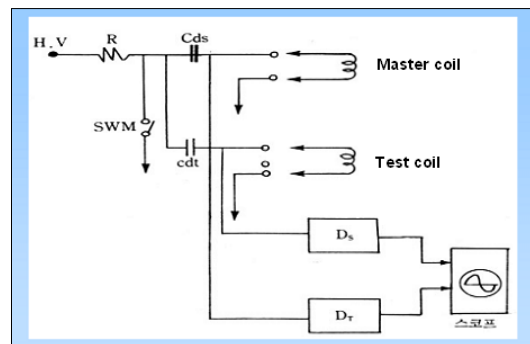 H.V R Cds
Master coil
SWM
cdt
Test coil
Ds
DT
스코프